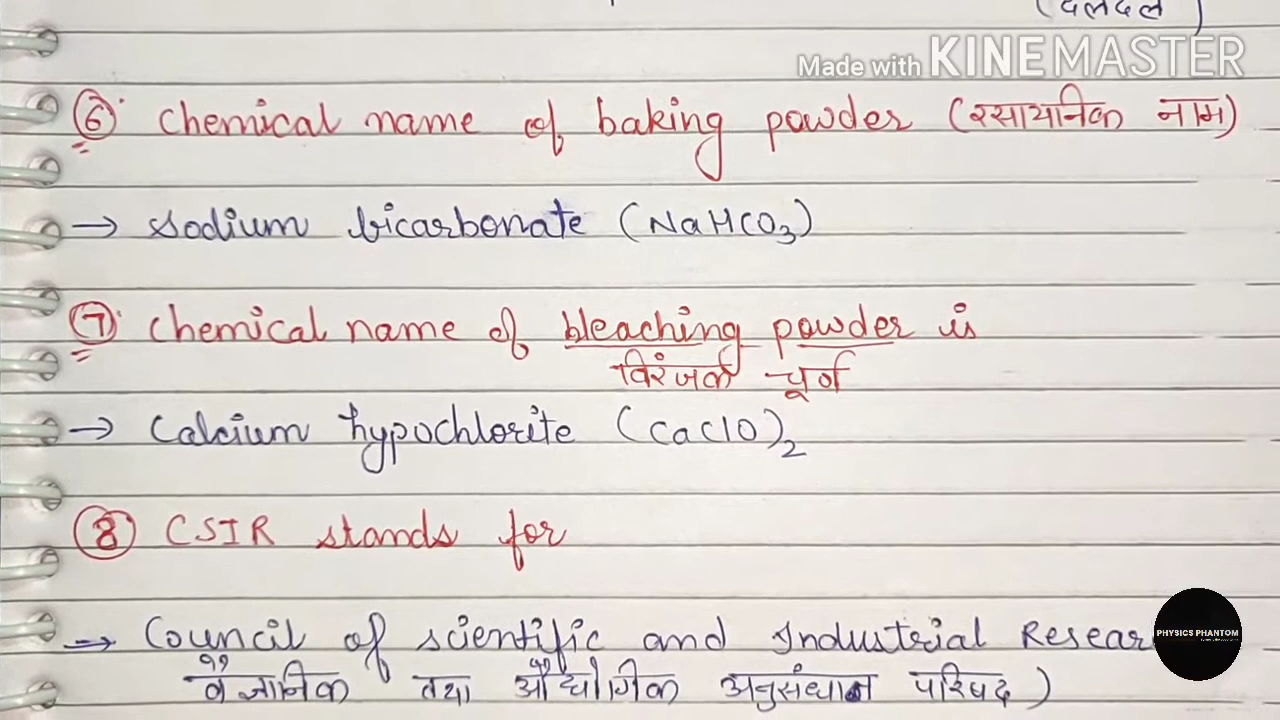 (दलदल)
Made with KINEMASTER
⑥ Chemical name of baking powder (रसायनिक नाम)
→ Sodium bicarbonate (NaHCO3)
⑦ Chemical name of bleaching powder is
विरंजक चूर्ण
→ Calcium hypochlorite (CaClO)2
⑧ CSIR stands for
→ Council of scientific and Industrial Resear
वैज्ञानिक तथा औद्योगिक अनुसंधान परिषद )
PHYSICS PHANTOM